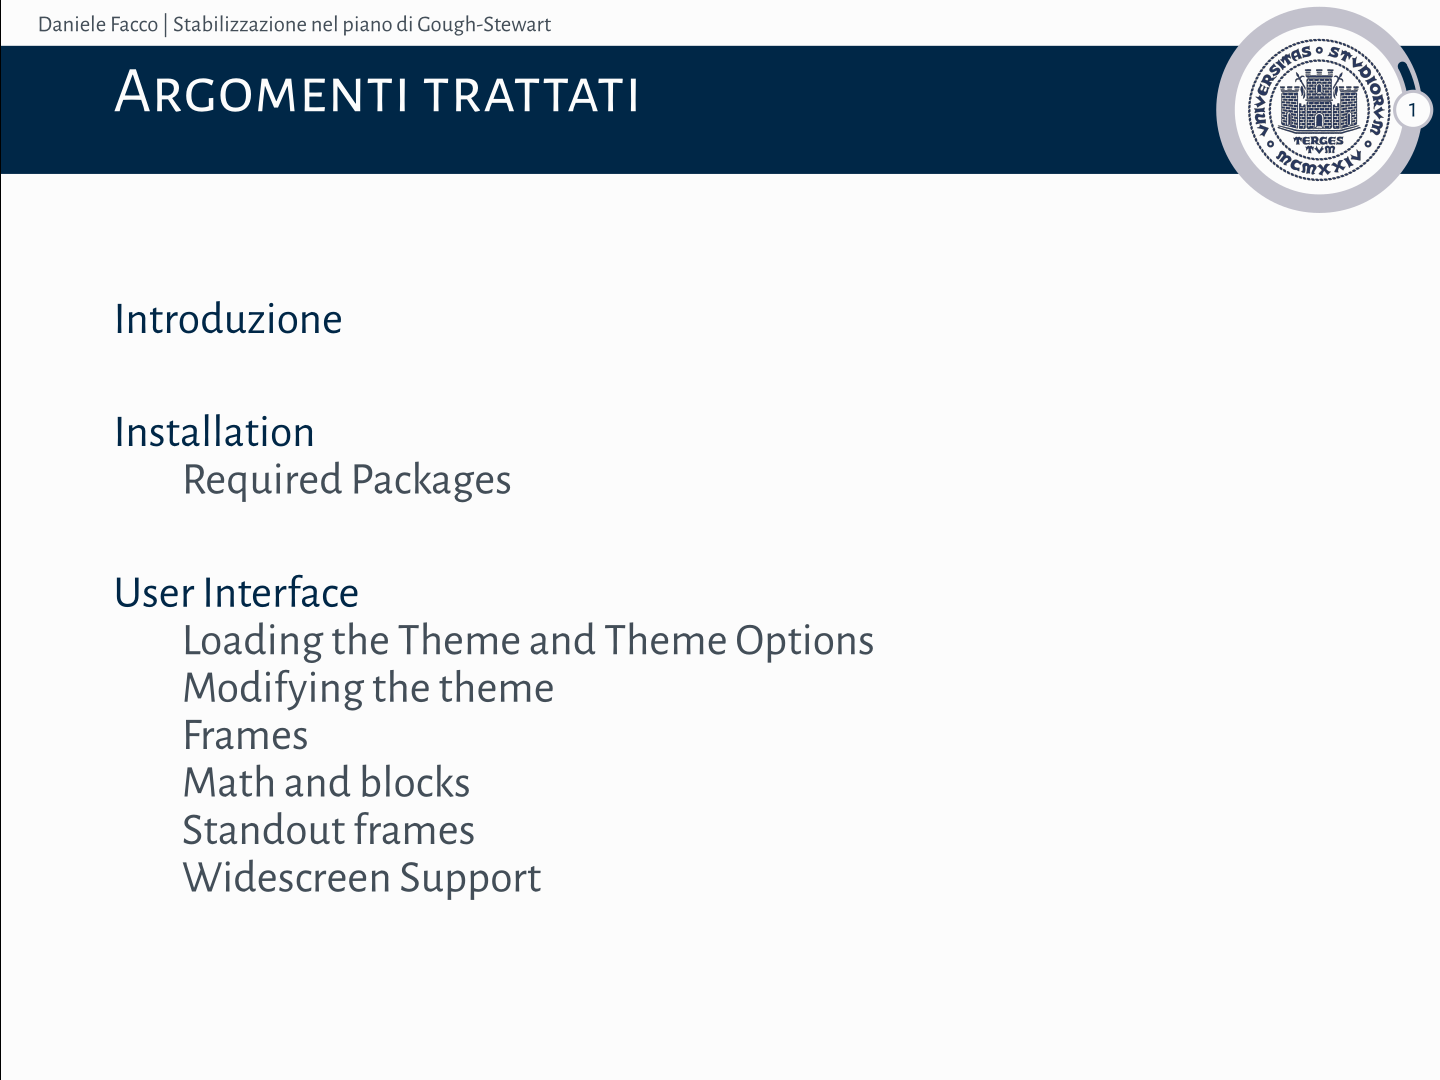 Daniele Facco | Stabilizzazione nel piano di Gough-Stewart
Argomenti trattati
VNIVERSITAS STVDIORVM
TERGES
TVM
MCMXXIV
1
Introduzione
Installation
Required Packages
User Interface
Loading the Theme and Theme Options
Modifying the theme
Frames
Math and blocks
Standout frames
Widescreen Support